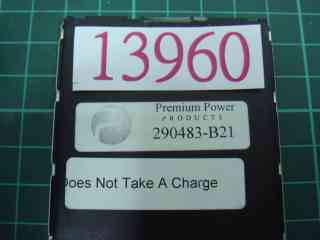 13960
Premium Power
PRODUCTS
290483-B21
Does Not Take A Charge